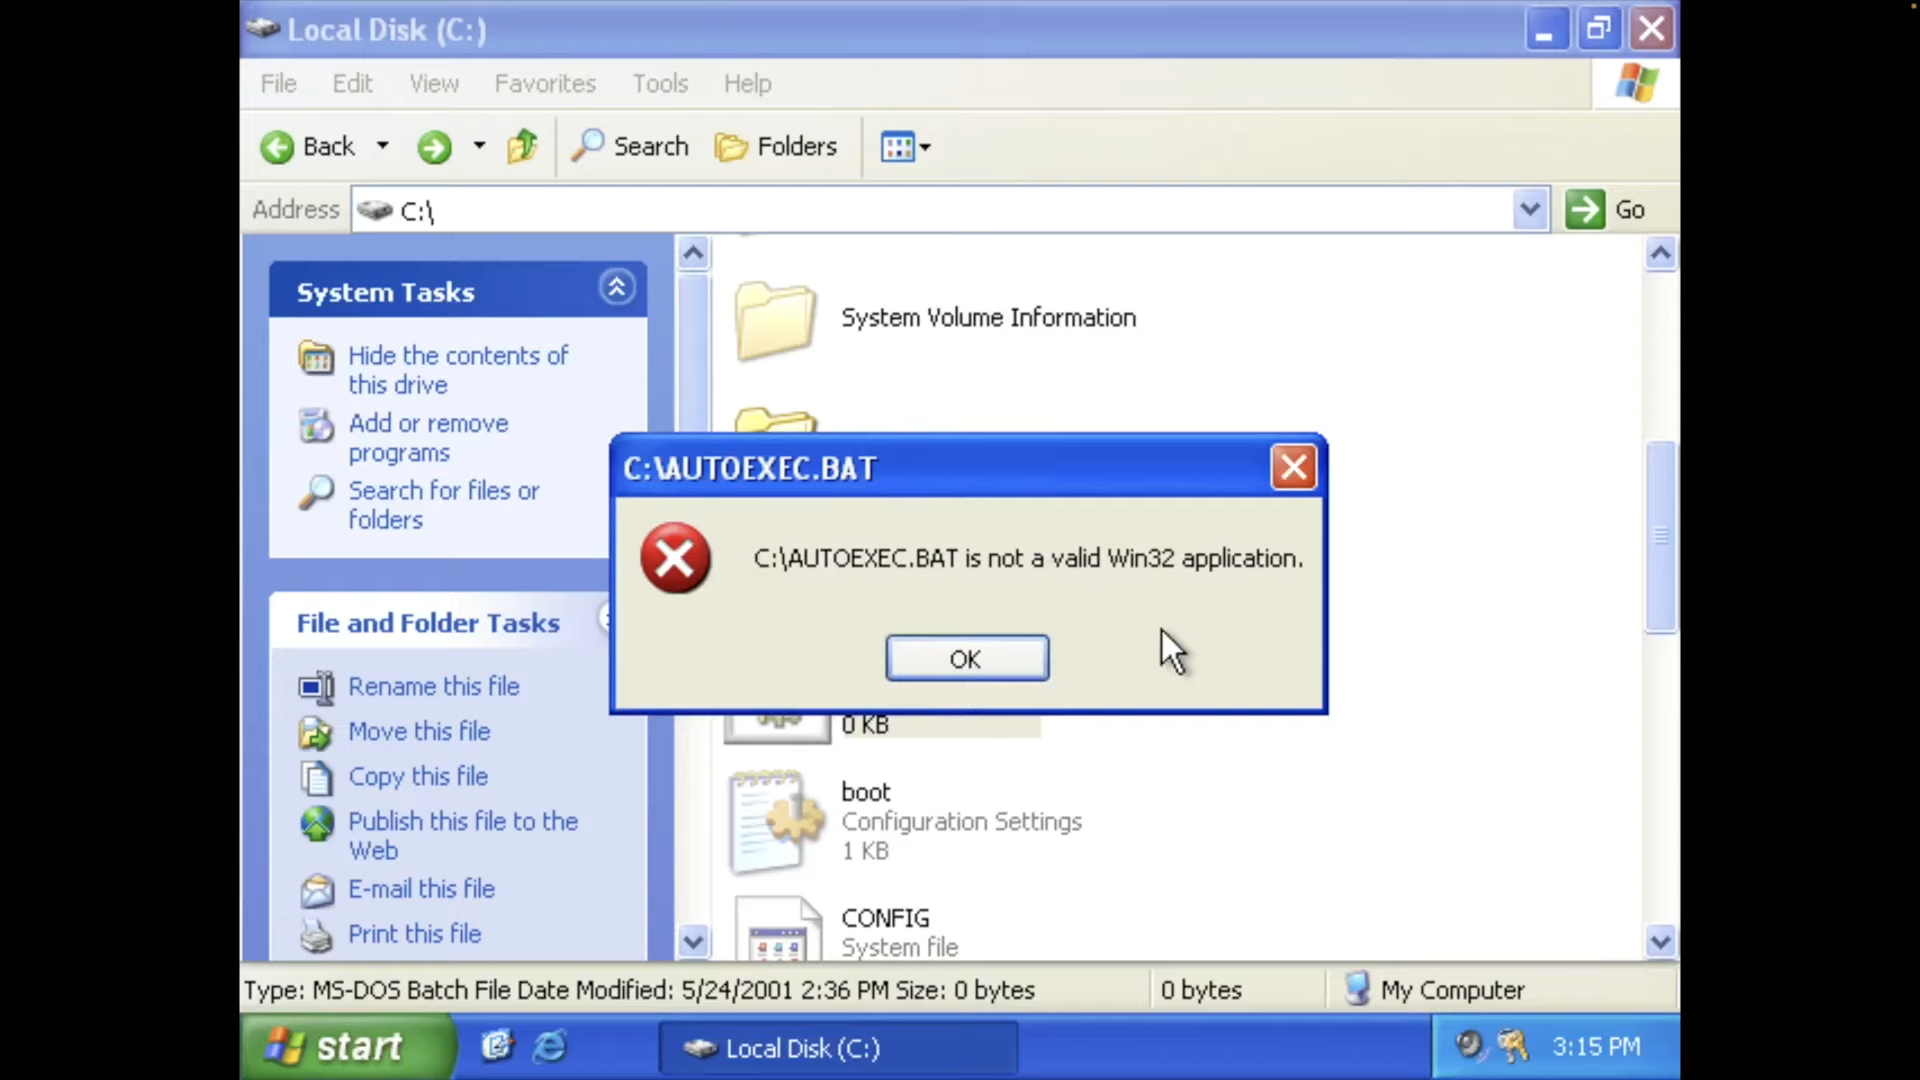 Local Disk (C:)
File Edit View Favorites Tools Help
Back Search Folders
Address C:\ Go
System Tasks
Hide the contents of
this drive
Add or remove
programs
Search for files or
folders
File and Folder Tasks
Rename this file
Move this file
Copy this file
Publish this file to the
Web
E-mail this file
Print this file
System Volume Information
C:\AUTOEXEC.BAT
C:\AUTOEXEC.BAT is not a valid Win32 application.
OK
0 KB
boot
Configuration Settings
1 KB
CONFIG
System file
Type: MS-DOS Batch File Date Modified: 5/24/2001 2:36 PM Size: 0 bytes 0 bytes My Computer
start Local Disk (C:) 3:15 PM